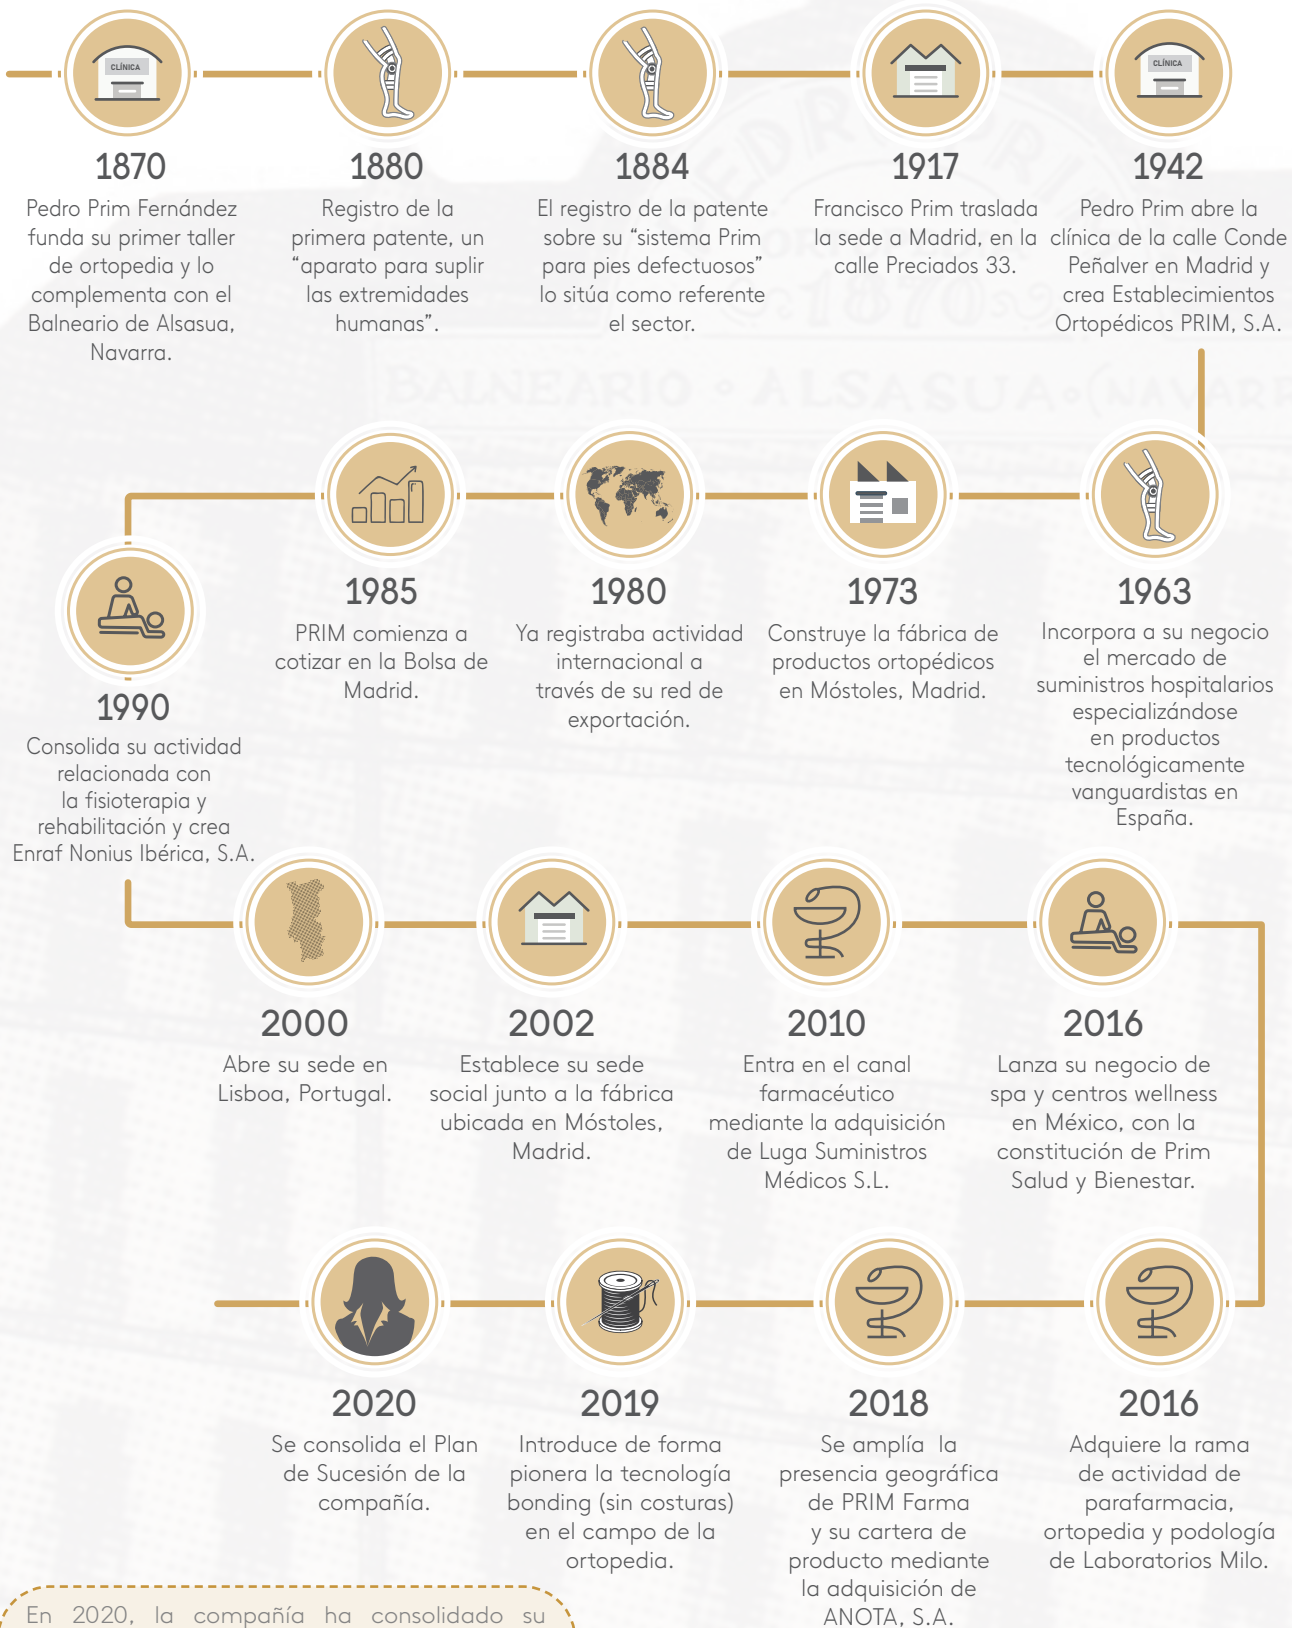 CLÍNICA
1870
Pedro Prim Fernández
funda su primer taller
de ortopedia y lo
complementa con el
Balneario de Alsasua,
Navarra.
1880
Registro de la
primera patente, un
“aparato para suplir
las extremidades
humanas”.
1884
El registro de la patente
sobre su “sistema Prim
para pies defectuosos”
lo sitúa como referente
el sector.
1917
Francisco Prim traslada
la sede a Madrid, en la
calle Preciados 33.
CLÍNICA
1942
Pedro Prim abre la
clínica de la calle Conde
Peñalver en Madrid y
crea Establecimientos
Ortopédicos PRIM, S.A.
1870
BALNEARIO • ALSASUA•(NAVARR
1963
Incorpora a su negocio
el mercado de
suministros hospitalarios
especializándose
en productos
tecnológicamente
vanguardistas en
España.
1973
Construye la fábrica de
productos ortopédicos
en Móstoles, Madrid.
1980
Ya registraba actividad
internacional a
través de su red de
exportación.
1985
PRIM comienza a
cotizar en la Bolsa de
Madrid.
1990
Consolida su actividad
relacionada con
la fisioterapia y
rehabilitación y crea
Enraf Nonius Ibérica, S.A.
2000
Abre su sede en
Lisboa, Portugal.
2002
Establece su sede
social junto a la fábrica
ubicada en Móstoles,
Madrid.
2010
Entra en el canal
farmacéutico
mediante la adquisición
de Luga Suministros
Médicos S.L.
2016
Lanza su negocio de
spa y centros wellness
en México, con la
constitución de Prim
Salud y Bienestar.
2016
Adquiere la rama
de actividad de
parafarmacia,
ortopedia y podología
de Laboratorios Milo.
2018
Se amplía la
presencia geográfica
de PRIM Farma
y su cartera de
producto mediante
la adquisición de
ANOTA, S.A.
2019
Introduce de forma
pionera la tecnología
bonding (sin costuras)
en el campo de la
ortopedia.
2020
Se consolida el Plan
de Sucesión de la
compañía.
En 2020, la compañía ha consolidado su